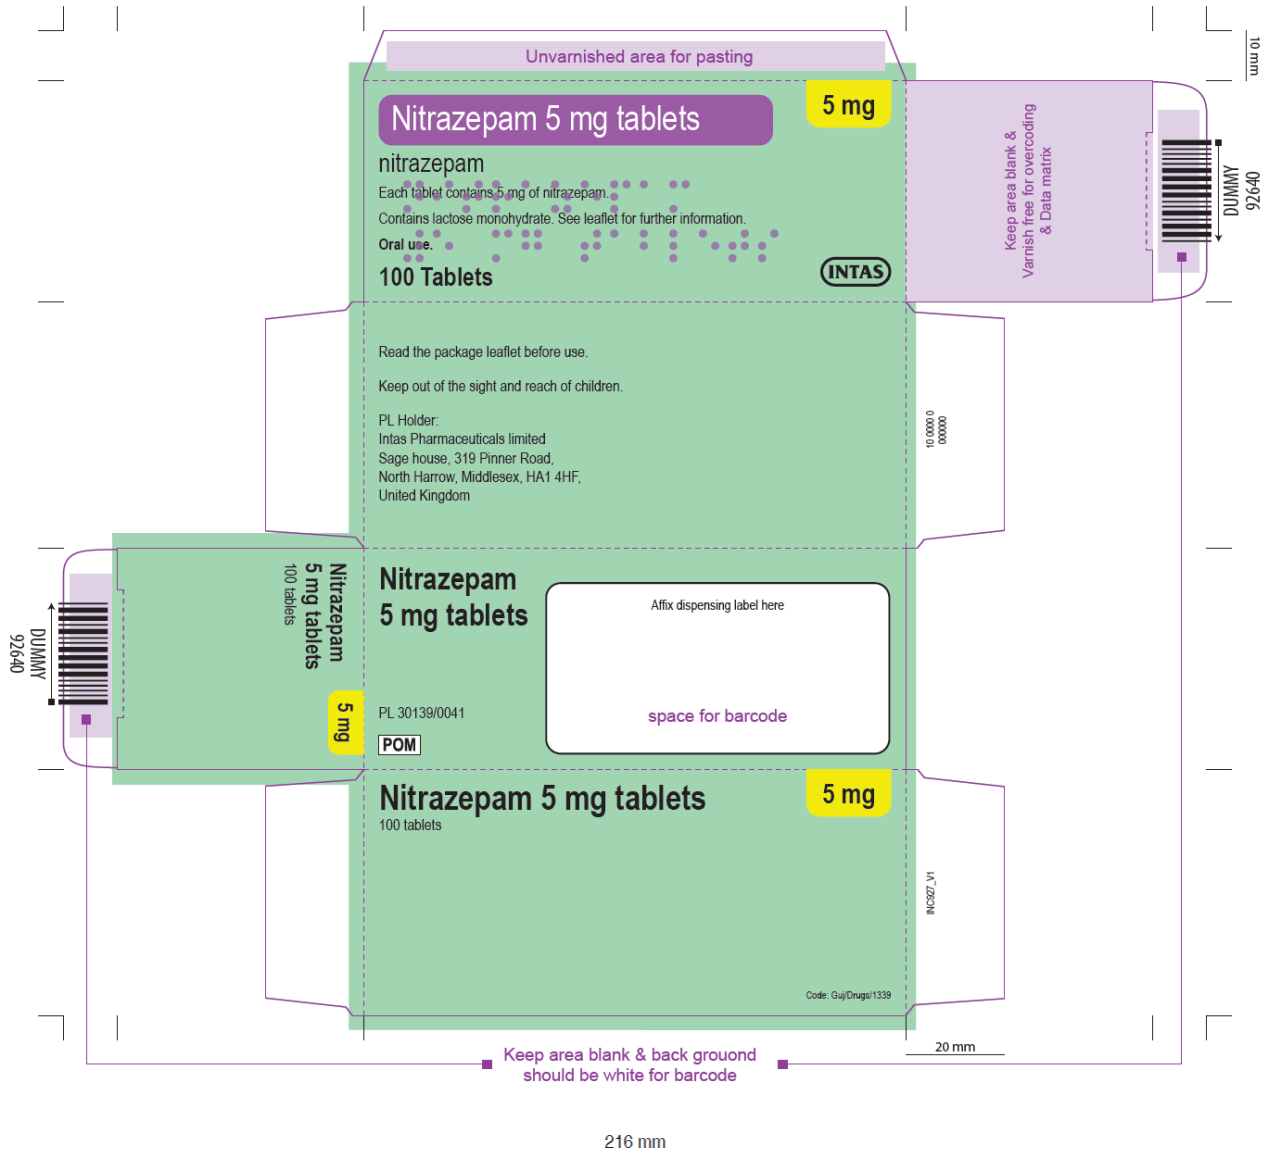 Unvarnished area for pasting
10 mm
Nitrazepam 5 mg tablets
5 mg
nitrazepam
Each tablet contains 5 mg of nitrazepam.
Contains lactose monohydrate. See leaflet for further information.
Oral use.
100 Tablets
INTAS
Keep area blank &
Varnish free for overcoding
& Data matrix
DUMMY
92640
Read the package leaflet before use.
Keep out of the sight and reach of children.
PL Holder:
Intas Pharmaceuticals limited
Sage house, 319 Pinner Road,
North Harrow, Middlesex, HA1 4HF,
United Kingdom
10 0000 0
000000
DUMMY
92640
Nitrazepam
5 mg tablets
100 tablets
5 mg
Nitrazepam
5 mg tablets
PL 30139/0041
POM
Affix dispensing label here
space for barcode
Nitrazepam 5 mg tablets
100 tablets
5 mg
INC927_V1
Code: Guj/Drugs/1339
20 mm
Keep area blank & back grouond
should be white for barcode
216 mm